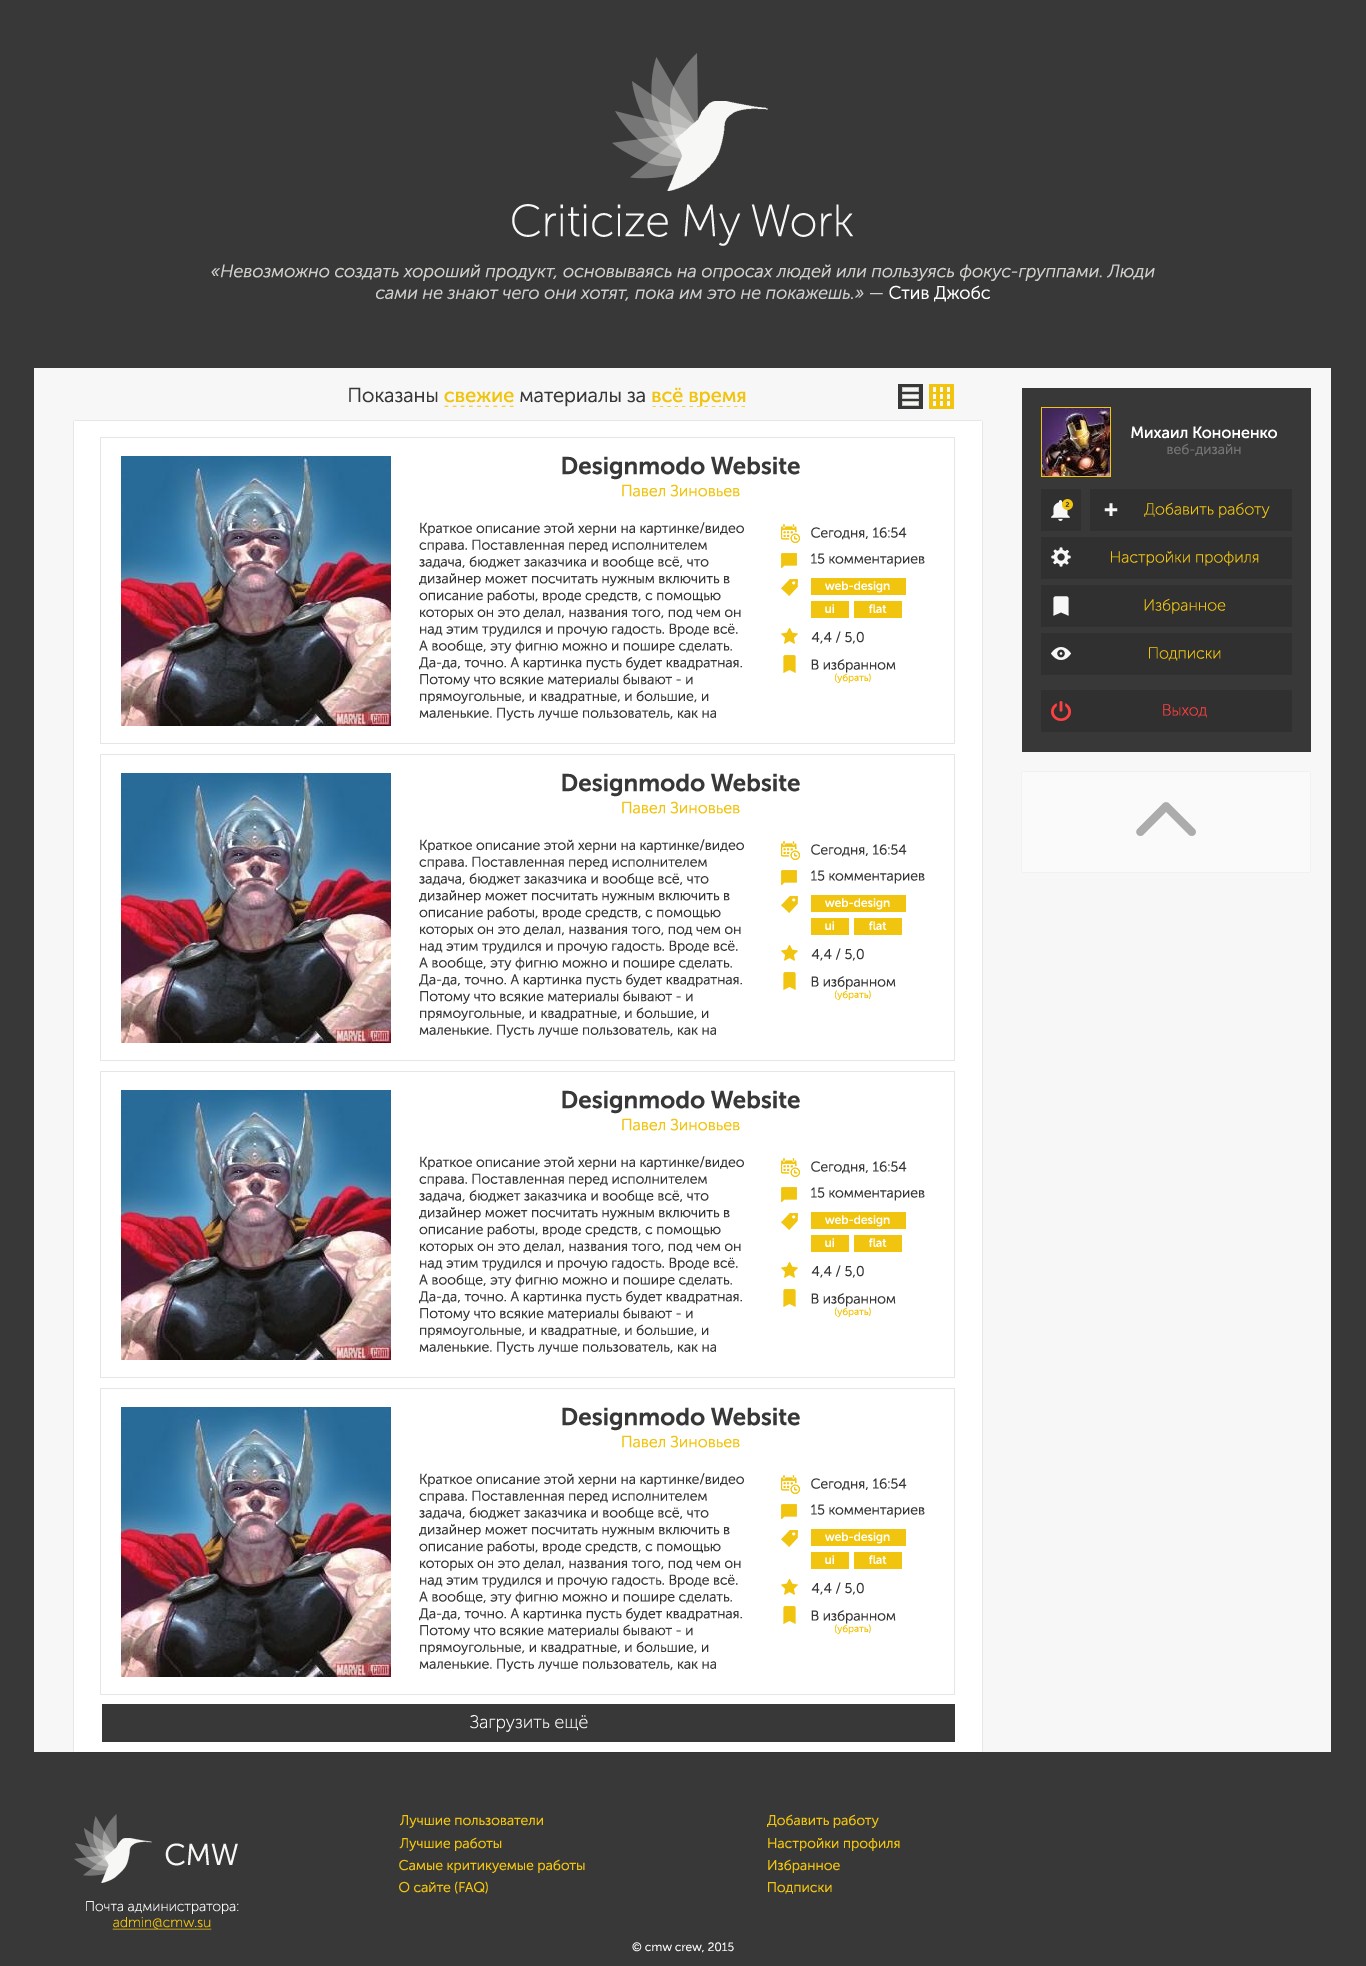 Criticize My Work
«Невозможно создать хороший продукт, основываясь на опросах людей или пользуясь фокус-группами. Люди
сами не знают чего они хотят, пока им это не покажешь.» — Стив Джобс
Показаны свежие материалы за всё время
Designmodo Website
Павел Зиновьев
Краткое описание этой херни на картинке/видео
справа. Поставленная перед исполнителем
задача, бюджет заказчика и вообще всё, что
дизайнер может посчитать нужным включить в
описание работы, вроде средств, с помощью
которых он это делал, названия того, под чем он
над этим трудился и прочую гадость. Вроде всё.
А вообще, эту фигню можно и пошире сделать.
Да-да, точно. А картинка пусть будет квадратная.
Потому что всякие материалы бывают - и
прямоугольные, и квадратные, и большие, и
маленькие. Пусть лучше пользователь, как на
Сегодня, 16:54
15 комментариев
web-design
ui flat
4,4 / 5,0
В избранном
(убрать)
MARVEL.com
Designmodo Website
Павел Зиновьев
Краткое описание этой херни на картинке/видео
справа. Поставленная перед исполнителем
задача, бюджет заказчика и вообще всё, что
дизайнер может посчитать нужным включить в
описание работы, вроде средств, с помощью
которых он это делал, названия того, под чем он
над этим трудился и прочую гадость. Вроде всё.
А вообще, эту фигню можно и пошире сделать.
Да-да, точно. А картинка пусть будет квадратная.
Потому что всякие материалы бывают - и
прямоугольные, и квадратные, и большие, и
маленькие. Пусть лучше пользователь, как на
Сегодня, 16:54
15 комментариев
web-design
ui flat
4,4 / 5,0
В избранном
(убрать)
MARVEL.com
Designmodo Website
Павел Зиновьев
Краткое описание этой херни на картинке/видео
справа. Поставленная перед исполнителем
задача, бюджет заказчика и вообще всё, что
дизайнер может посчитать нужным включить в
описание работы, вроде средств, с помощью
которых он это делал, названия того, под чем он
над этим трудился и прочую гадость. Вроде всё.
А вообще, эту фигню можно и пошире сделать.
Да-да, точно. А картинка пусть будет квадратная.
Потому что всякие материалы бывают - и
прямоугольные, и квадратные, и большие, и
маленькие. Пусть лучше пользователь, как на
Сегодня, 16:54
15 комментариев
web-design
ui flat
4,4 / 5,0
В избранном
(убрать)
MARVEL.com
Designmodo Website
Павел Зиновьев
Краткое описание этой херни на картинке/видео
справа. Поставленная перед исполнителем
задача, бюджет заказчика и вообще всё, что
дизайнер может посчитать нужным включить в
описание работы, вроде средств, с помощью
которых он это делал, названия того, под чем он
над этим трудился и прочую гадость. Вроде всё.
А вообще, эту фигню можно и пошире сделать.
Да-да, точно. А картинка пусть будет квадратная.
Потому что всякие материалы бывают - и
прямоугольные, и квадратные, и большие, и
маленькие. Пусть лучше пользователь, как на
Сегодня, 16:54
15 комментариев
web-design
ui flat
4,4 / 5,0
В избранном
(убрать)
MARVEL.com
Загрузить ещё
Михаил Кононенко
веб-дизайн
2
Добавить работу
Настройки профиля
Избранное
Подписки
Выход
CMW
Почта администратора:
admin@cmw.su
Лучшие пользователи
Лучшие работы
Самые критикуемые работы
О сайте (FAQ)
Добавить работу
Настройки профиля
Избранное
Подписки
© cmw crew, 2015